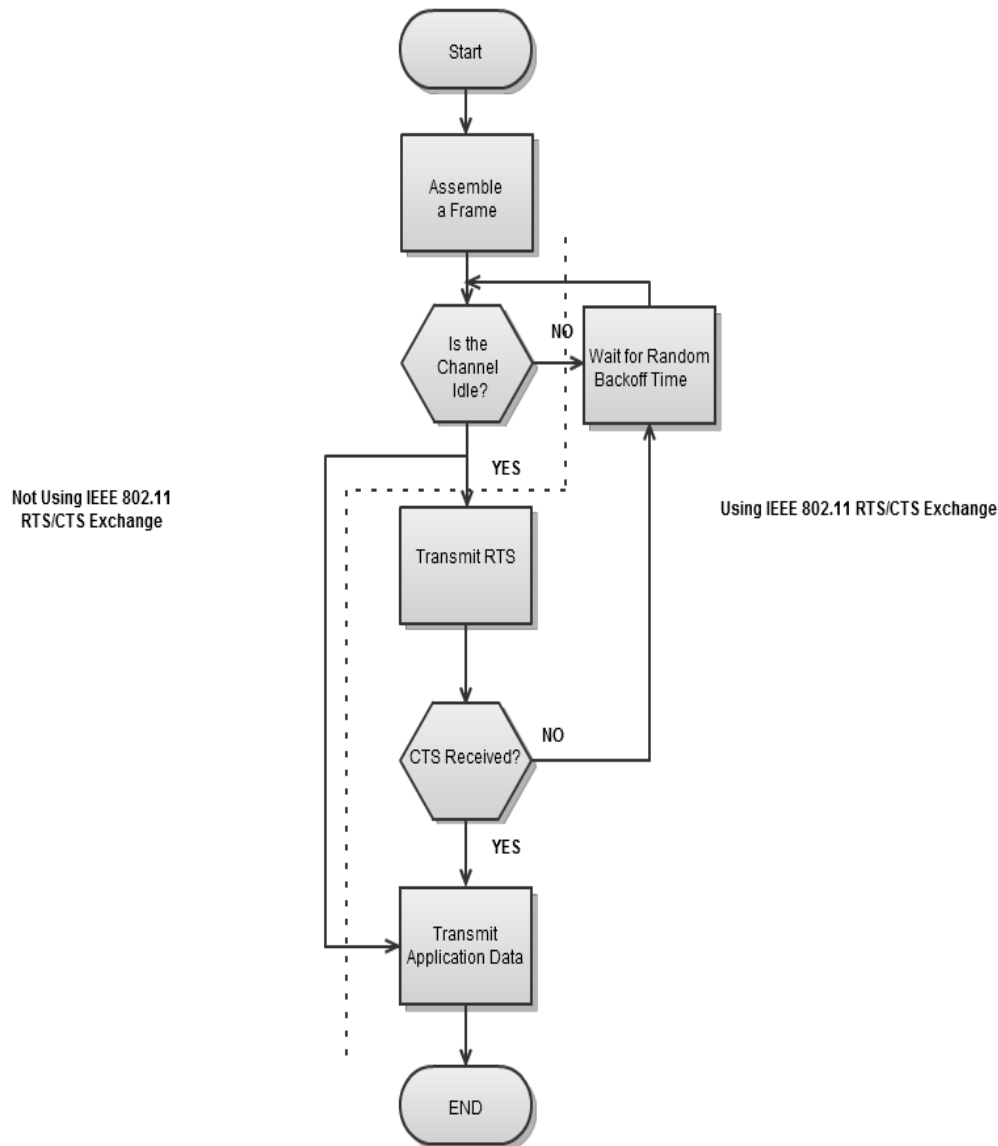 Start
Assemble
a Frame
Is the
Channel
Idle?
NO
Wait for Random
Backoff Time
YES
Not Using IEEE 802.11
RTS/CTS Exchange
Using IEEE 802.11 RTS/CTS Exchange
Transmit RTS
CTS Received?
NO
YES
Transmit
Application Data
END